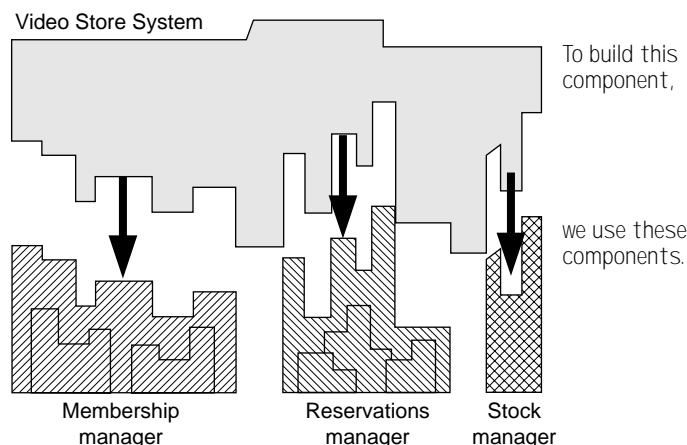 Video Store System
To build this
component,
we use these
components.
Membership
manager
Reservations
manager
Stock
manager